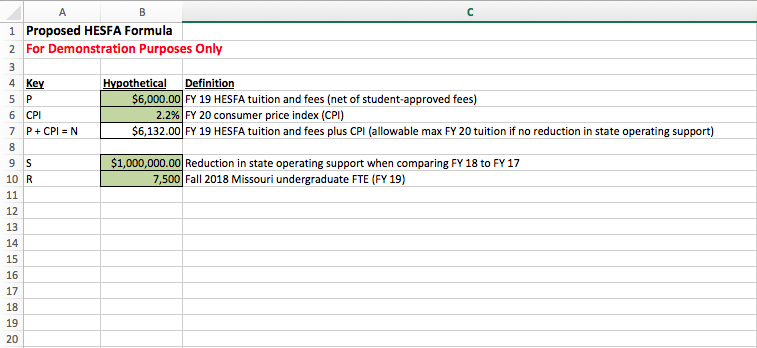 A B C
1 Proposed HESFA Formula
2 For Demonstration Purposes Only
3
4 Key Hypothetical Definition
5 P $6,000.00 FY 19 HESFA tuition and fees (net of student-approved fees)
6 CPI 2.2% FY 20 consumer price index (CPI)
7 P + CPI = N $6,132.00 FY 19 HESFA tuition and fees plus CPI (allowable max FY 20 tuition if no reduction in state operating support)
8
9 S $1,000,000.00 Reduction in state operating support when comparing FY 18 to FY 17
10 R 7,500 Fall 2018 Missouri undergraduate FTE (FY 19)
11
12
13
14
15
16
17
18
19
20